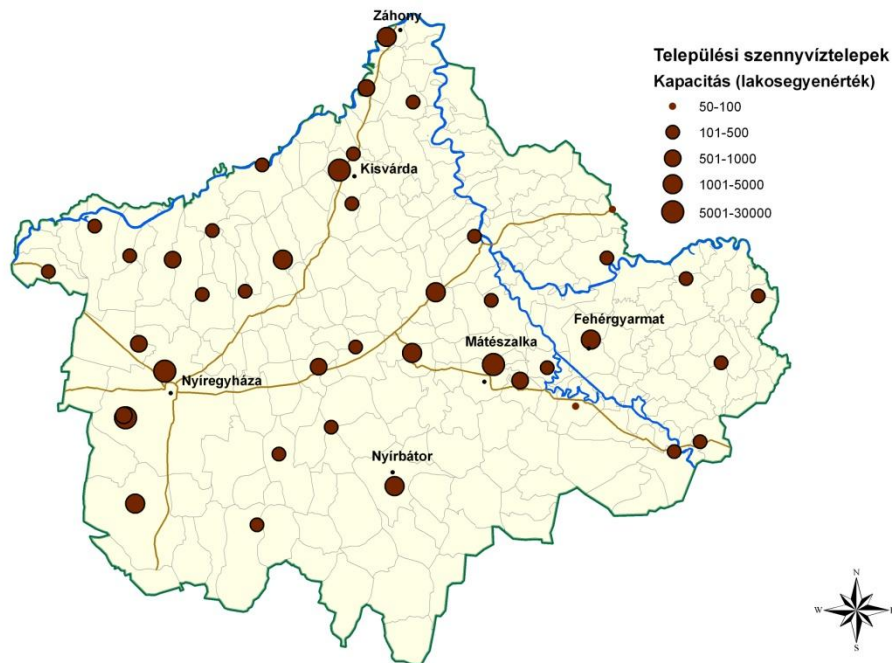 Záhony
Települési szennyvíztelepek
Kapacitás (lakosegyenérték)
50-100
101-500
501-1000
1001-5000
5001-30000
Kisvárda
Fehérgyarmat
Mátészalka
Nyíregyháza
Nyírbátor
N
W
E
S